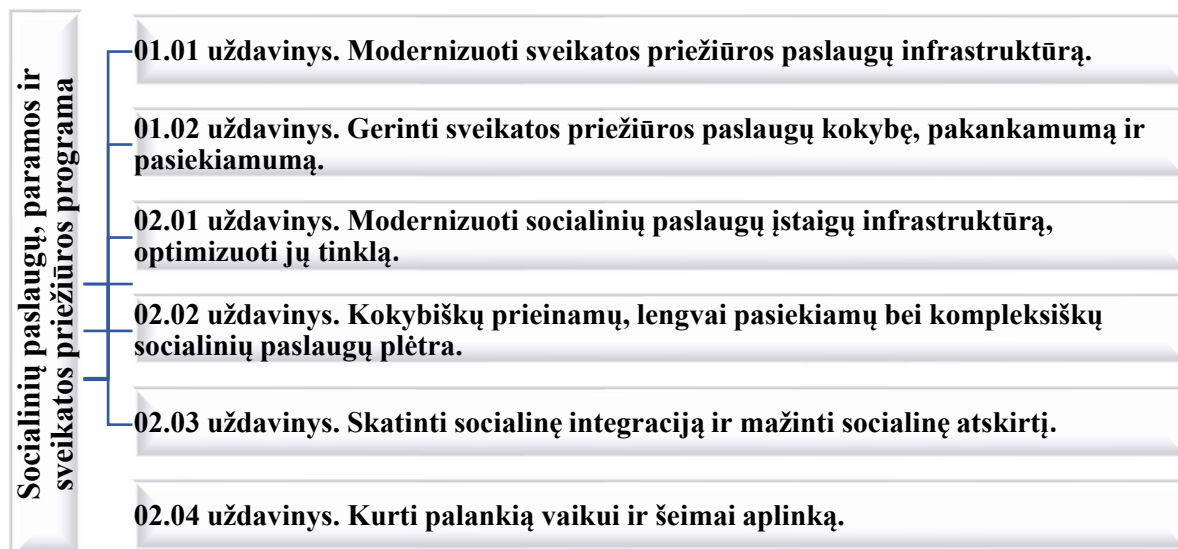 Socialinių paslaugų, paramos ir
sveikatos priežiūros programa
01.01 uždavinys. Modernizuoti sveikatos priežiūros paslaugų infrastruktūrą.
01.02 uždavinys. Gerinti sveikatos priežiūros paslaugų kokybę, pakankamumą ir
pasiekiamumą.
02.01 uždavinys. Modernizuoti socialinių paslaugų įstaigų infrastruktūrą,
optimizuoti jų tinklą.
02.02 uždavinys. Kokybiškų prieinamų, lengvai pasiekiamų bei kompleksiškų
socialinių paslaugų plėtra.
02.03 uždavinys. Skatinti socialinę integraciją ir mažinti socialinę atskirtį.
02.04 uždavinys. Kurti palankią vaikui ir šeimai aplinką.